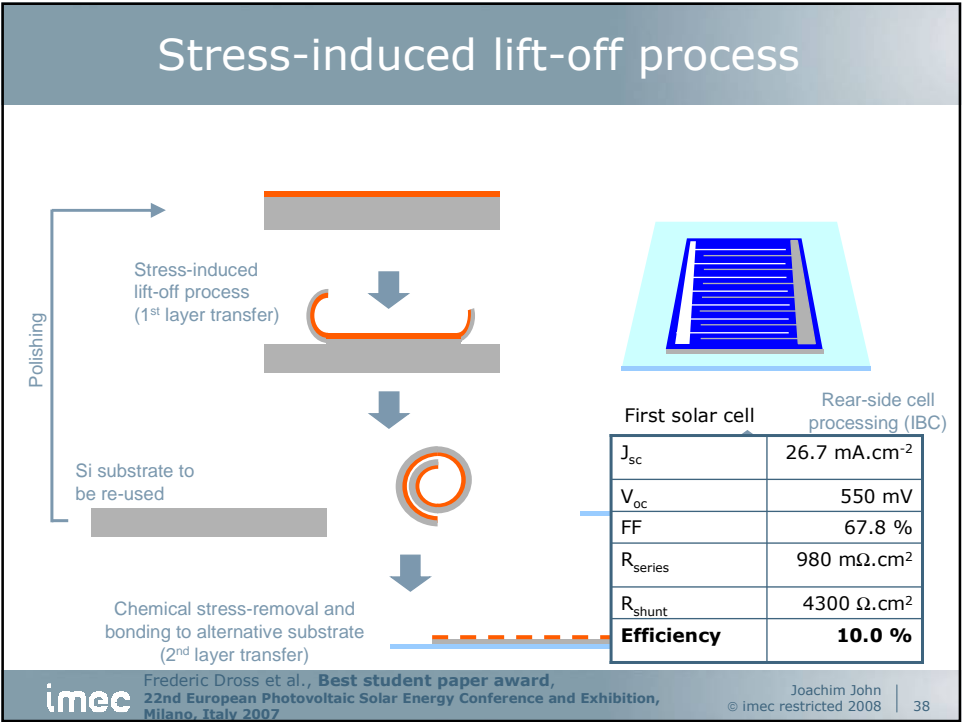 Stress-induced lift-off process
Polishing
Stress-induced
lift-off process
(1st layer transfer)
Si substrate to
be re-used
Chemical stress-removal and
bonding to alternative substrate
(2nd layer transfer)
Rear-side cell
processing (IBC)
First solar cell
Jsc 26.7 mA.cm-2
Voc 550 mV
FF 67.8 %
Rseries 980 mΩ.cm2
Rshunt 4300 Ω.cm2
Efficiency 10.0 %
imec
Frederic Dross et al., Best student paper award,
22nd European Photovoltaic Solar Energy Conference and Exhibition,
Milano, Italy 2007
Joachim John
© imec restricted 2008 38